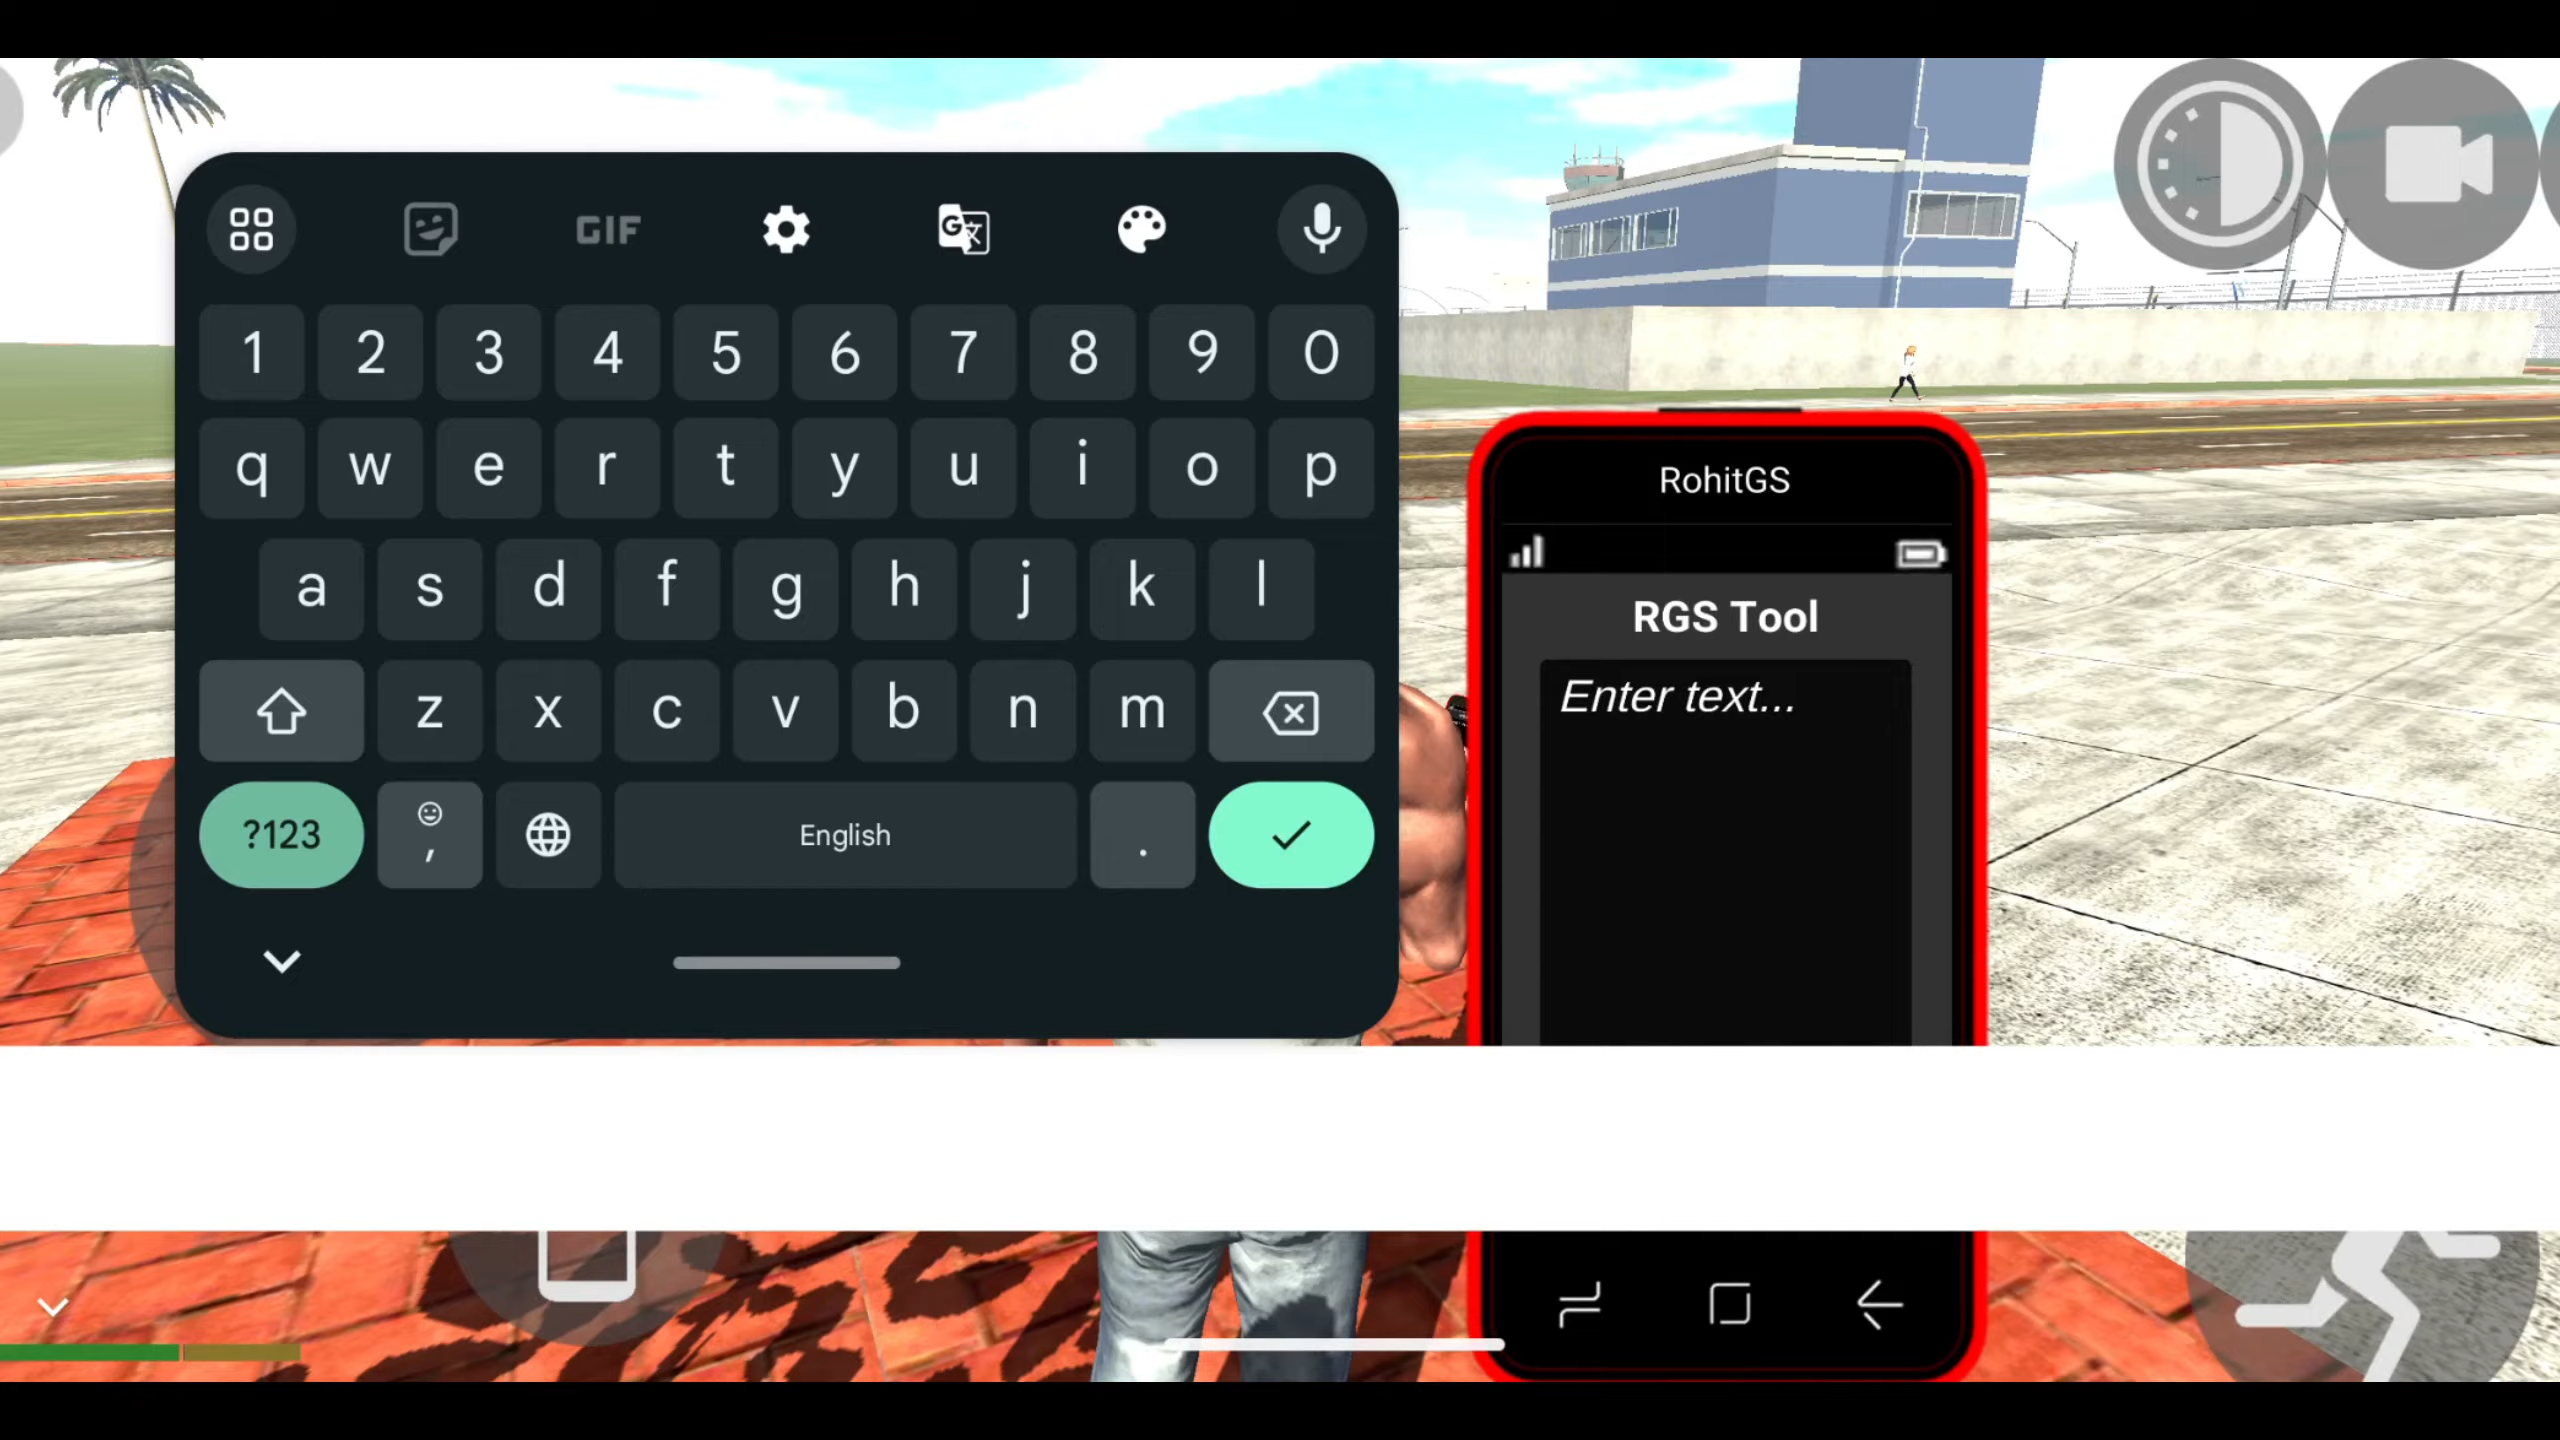 GIF
1 2 3 4 5 6 7 8 9 0
q w e r t y u i o p
a s d f g h j k l
z x c v b n m
?123 , English .
RohitGS
RGS Tool
Enter text...